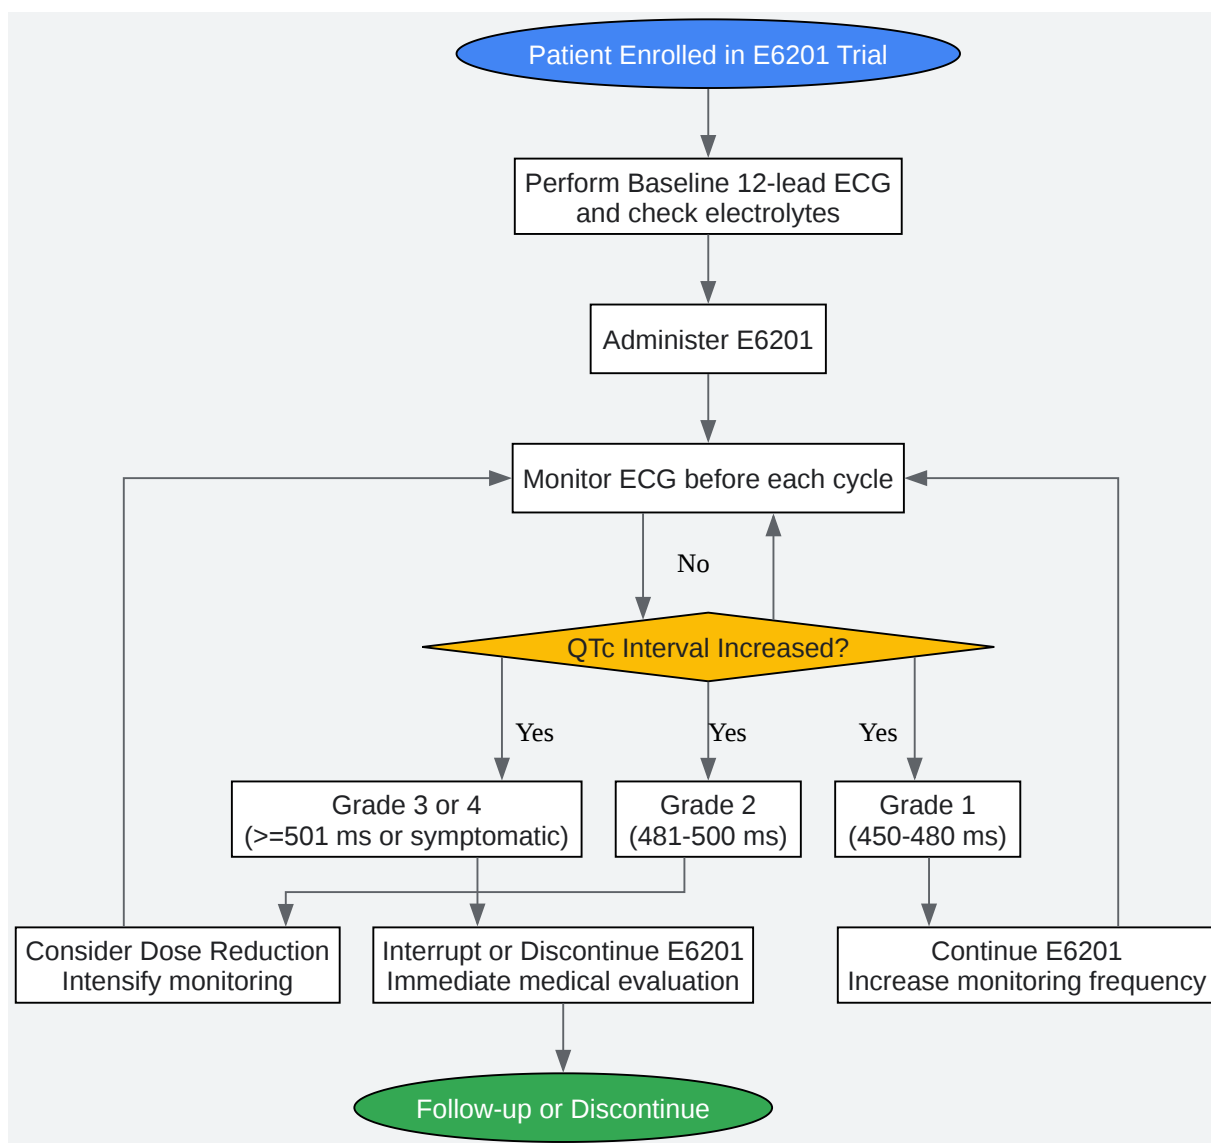 Patient Enrolled in E6201 Trial
Perform Baseline 12-lead ECG
and check electrolytes
Administer E6201
Monitor ECG before each cycle
No
QTc Interval Increased?
Yes
Yes
Yes
Grade 3 or 4
(>=501 ms or symptomatic)
Grade 2
(481-500 ms)
Grade 1
(450-480 ms)
Consider Dose Reduction
Intensify monitoring
Interrupt or Discontinue E6201
Immediate medical evaluation
Continue E6201
Increase monitoring frequency
Follow-up or Discontinue